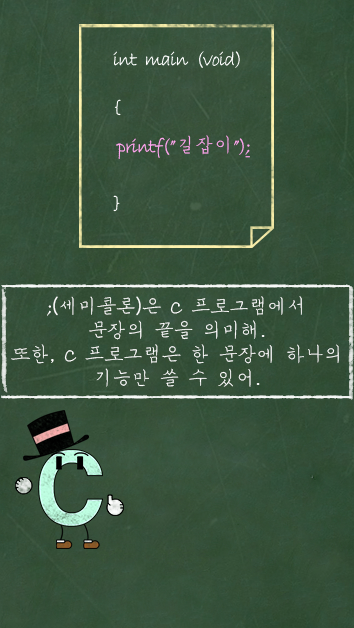 int main (void)
{
printf("길잡이");
}
;(세미콜론)은 C 프로그램에서
문장의 끝을 의미해.
또한, C 프로그램은 한 문장에 하나의
기능만 쓸 수 있어.
C